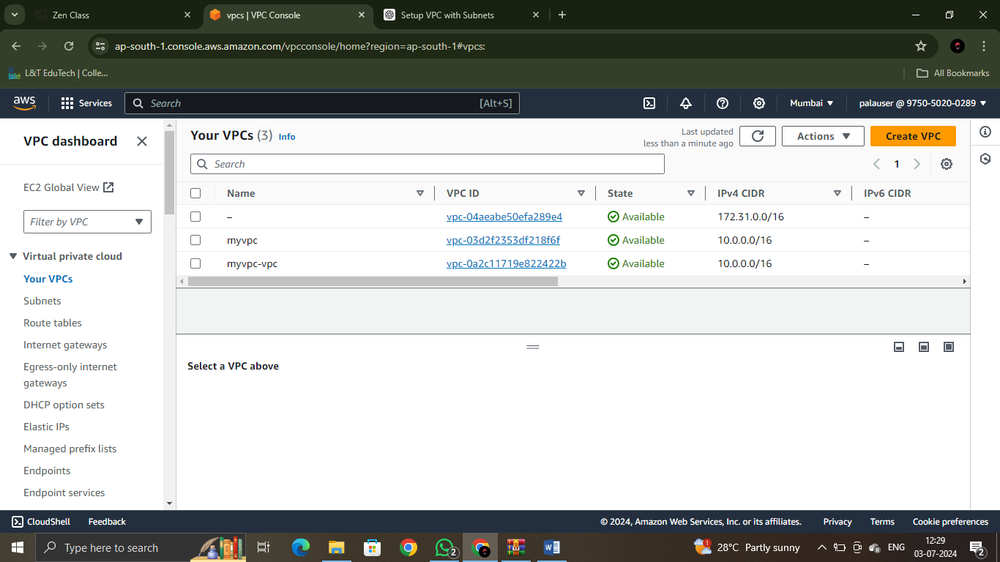 Zen Class
vpcs | VPC Console
Setup VPC with Subnets
ap-south-1.console.aws.amazon.com/vpcconsole/home?region=ap-south-1#vpcs:
L&T EduTech | Colle...
All Bookmarks
aws
Services
Search
[Alt+S]
Mumbai
palauser @ 9750-5020-0289
VPC dashboard
EC2 Global View
Filter by VPC
Virtual private cloud
Your VPCs
Subnets
Route tables
Internet gateways
Egress-only internet
gateways
DHCP option sets
Elastic IPs
Managed prefix lists
Endpoints
Endpoint services
Your VPCs (3) Info
Last updated
less than a minute ago
Actions
Create VPC
Search
1
Name VPC ID State IPv4 CIDR IPv6 CIDR
– vpc-04aeabe50efa289e4 Available 172.31.0.0/16 –
myvpc vpc-03d2f2353df218f6f Available 10.0.0.0/16 –
myvpc-vpc vpc-0a2c11719e822422b Available 10.0.0.0/16 –
Select a VPC above
CloudShell Feedback
© 2024, Amazon Web Services, Inc. or its affiliates. Privacy Terms Cookie preferences
Type here to search
2
1
28°C Partly sunny
ENG
12:29
03-07-2024
2